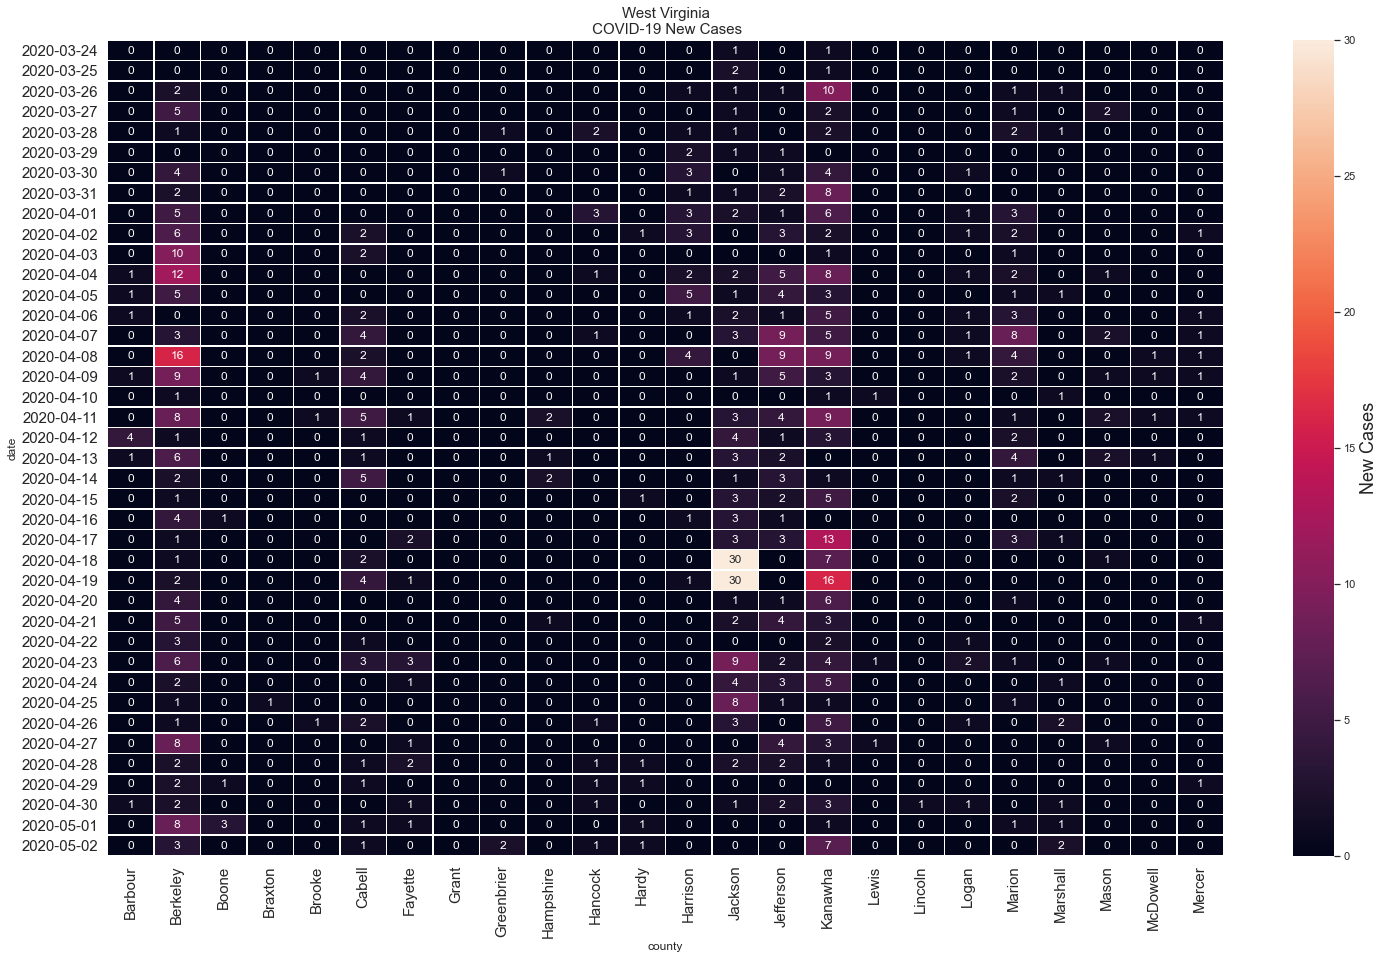 West Virginia
COVID-19 New Cases
2020-03-24 0 0 0 0 0 0 0 0 0 0 0 0 0 1 0 1 0 0 0 0 0 0 0 0
2020-03-25 0 0 0 0 0 0 0 0 0 0 0 0 0 2 0 1 0 0 0 0 0 0 0 0
2020-03-26 0 2 0 0 0 0 0 0 0 0 0 0 1 1 1 10 0 0 0 1 1 0 0 0
2020-03-27 0 5 0 0 0 0 0 0 0 0 0 0 0 1 0 2 0 0 0 1 0 2 0 0
2020-03-28 0 1 0 0 0 0 0 0 1 0 2 0 1 1 0 2 0 0 0 2 1 0 0 0
2020-03-29 0 0 0 0 0 0 0 0 0 0 0 0 2 1 1 0 0 0 0 0 0 0 0 0
2020-03-30 0 4 0 0 0 0 0 0 1 0 0 0 3 0 1 4 0 0 1 0 0 0 0 0
2020-03-31 0 2 0 0 0 0 0 0 0 0 0 0 1 1 2 8 0 0 0 0 0 0 0 0
2020-04-01 0 5 0 0 0 0 0 0 0 0 3 0 3 2 1 6 0 0 1 3 0 0 0 0
2020-04-02 0 6 0 0 0 2 0 0 0 0 0 1 3 0 3 2 0 0 1 2 0 0 0 1
2020-04-03 0 10 0 0 0 2 0 0 0 0 0 0 0 0 0 1 0 0 0 1 0 0 0 0
2020-04-04 1 12 0 0 0 0 0 0 0 0 1 0 2 2 5 8 0 0 1 2 0 1 0 0
2020-04-05 1 5 0 0 0 0 0 0 0 0 0 0 5 1 4 3 0 0 0 1 1 0 0 0
2020-04-06 1 0 0 0 0 2 0 0 0 0 0 0 1 2 1 5 0 0 1 3 0 0 0 1
2020-04-07 0 3 0 0 0 4 0 0 0 0 1 0 0 3 9 5 0 0 1 8 0 2 0 1
2020-04-08 0 16 0 0 0 2 0 0 0 0 0 0 4 0 9 9 0 0 1 4 0 0 1 1
2020-04-09 1 9 0 0 1 4 0 0 0 0 0 0 0 1 5 3 0 0 0 2 0 1 1 1
2020-04-10 0 1 0 0 0 0 0 0 0 0 0 0 0 0 0 1 1 0 0 0 1 0 0 0
2020-04-11 0 8 0 0 1 5 1 0 0 2 0 0 0 3 4 9 0 0 0 1 0 2 1 1
2020-04-12 4 1 0 0 0 1 0 0 0 0 0 0 0 4 1 3 0 0 0 2 0 0 0 0
2020-04-13 1 6 0 0 0 1 0 0 0 1 0 0 0 3 2 0 0 0 0 4 0 2 1 0
2020-04-14 0 2 0 0 0 5 0 0 0 2 0 0 0 1 3 1 0 0 0 1 1 0 0 0
2020-04-15 0 1 0 0 0 0 0 0 0 0 0 1 0 3 2 5 0 0 0 2 0 0 0 0
2020-04-16 0 4 1 0 0 0 0 0 0 0 0 0 1 3 1 0 0 0 0 0 0 0 0 0
2020-04-17 0 1 0 0 0 0 2 0 0 0 0 0 0 3 3 13 0 0 0 3 1 0 0 0
2020-04-18 0 1 0 0 0 2 0 0 0 0 0 0 0 30 0 7 0 0 0 0 0 1 0 0
2020-04-19 0 2 0 0 0 4 1 0 0 0 0 0 1 30 0 16 0 0 0 0 0 0 0 0
2020-04-20 0 4 0 0 0 0 0 0 0 0 0 0 0 1 1 6 0 0 0 1 0 0 0 0
2020-04-21 0 5 0 0 0 0 0 0 0 1 0 0 0 2 4 3 0 0 0 0 0 0 0 1
2020-04-22 0 3 0 0 0 1 0 0 0 0 0 0 0 0 0 2 0 0 1 0 0 0 0 0
2020-04-23 0 6 0 0 0 3 3 0 0 0 0 0 0 9 2 4 1 0 2 1 0 1 0 0
2020-04-24 0 2 0 0 0 0 1 0 0 0 0 0 0 4 3 5 0 0 0 0 1 0 0 0
2020-04-25 0 1 0 1 0 0 0 0 0 0 0 0 0 8 1 1 0 0 0 1 0 0 0 0
2020-04-26 0 1 0 0 1 2 0 0 0 0 1 0 0 3 0 5 0 0 1 0 2 0 0 0
2020-04-27 0 8 0 0 0 0 1 0 0 0 0 0 0 0 4 3 1 0 0 0 0 1 0 0
2020-04-28 0 2 0 0 0 1 2 0 0 0 1 1 0 2 2 1 0 0 0 0 0 0 0 0
2020-04-29 0 2 1 0 0 1 0 0 0 0 1 1 0 0 0 0 0 0 0 0 0 0 0 1
2020-04-30 1 2 0 0 0 0 1 0 0 0 1 0 0 1 2 3 0 1 1 0 1 0 0 0
2020-05-01 0 8 3 0 0 1 1 0 0 0 0 1 0 0 0 1 0 0 0 1 1 0 0 0
2020-05-02 0 3 0 0 0 1 0 0 2 0 1 1 0 0 0 7 0 0 0 0 2 0 0 0
date
Barbour Berkeley Boone Braxton Brooke Cabell Fayette Grant Greenbrier Hampshire Hancock Hardy Harrison Jackson Jefferson Kanawha Lewis Lincoln Logan Marion Marshall Mason McDowell Mercer
county
30
25
20
15
10
5
0
New Cases